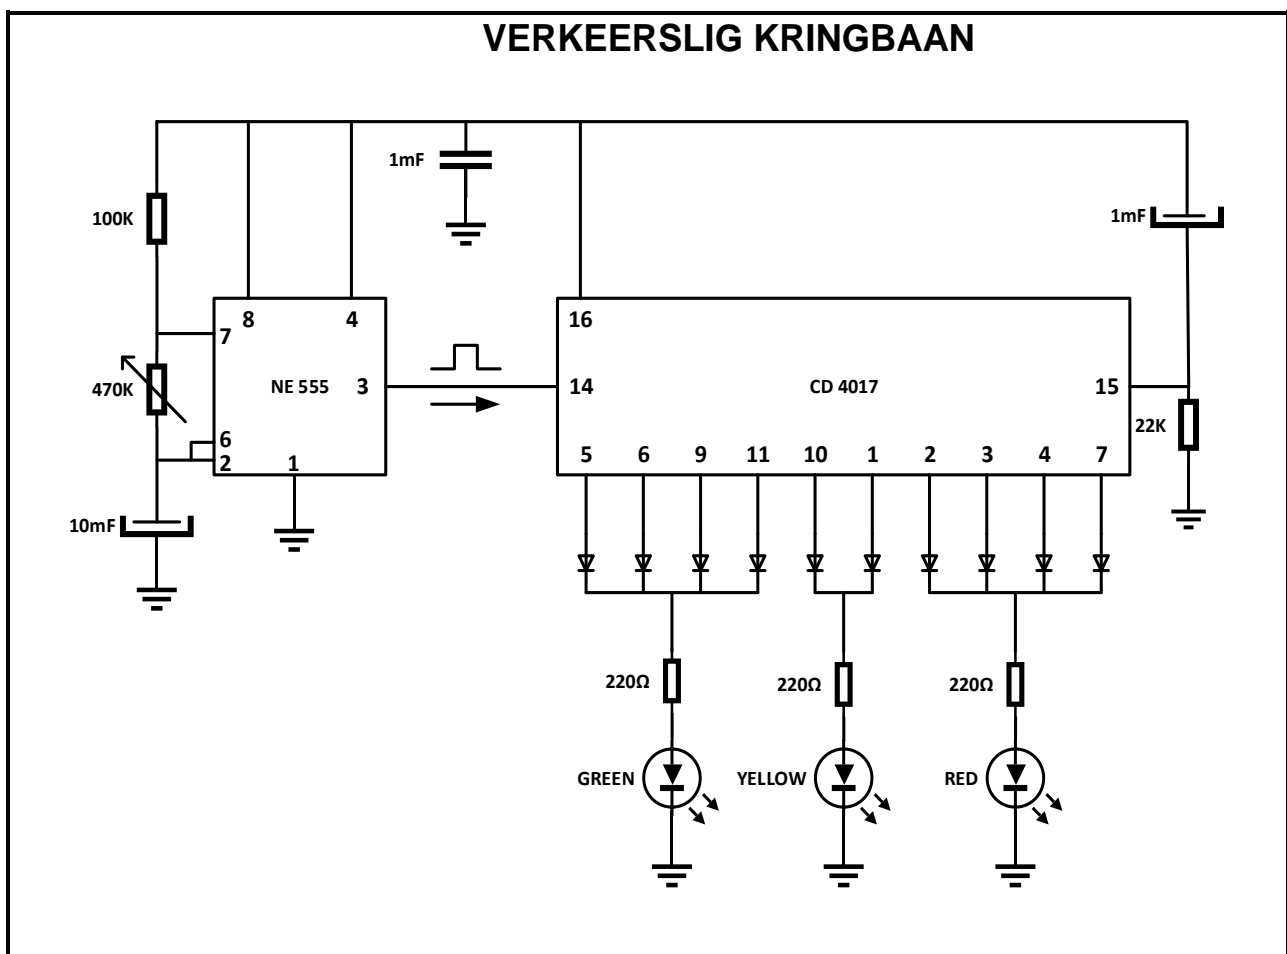 VERKEERSLIG KRINGBAAN
1mF
100K
1mF
8 4
16
7
470K
NE 555
3
14
CD 4017
15
22K
6
2
1
5 6 9 11 10 1 2 3 4 7
10mF
220Ω 220Ω 220Ω
GREEN YELLOW RED